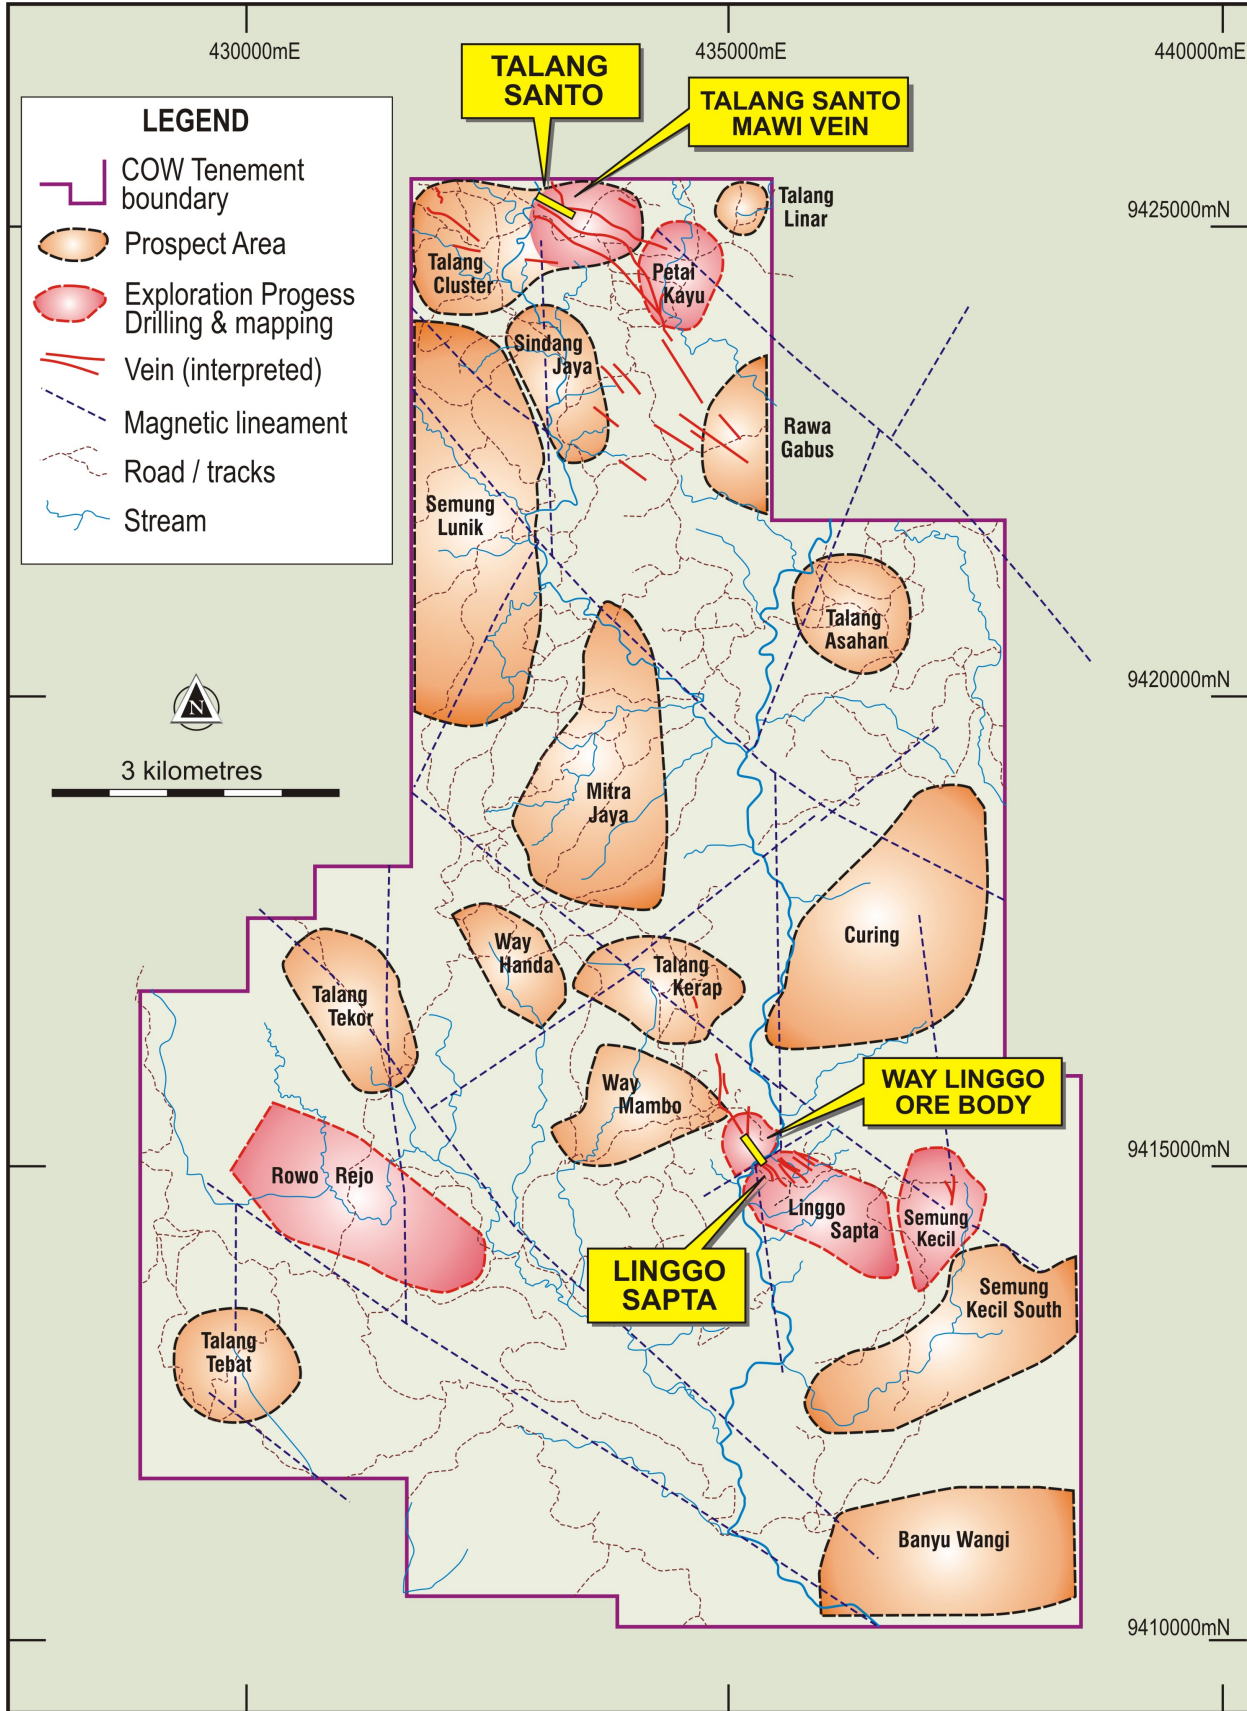 430000mE
435000mE
440000mE
TALANG
SANTO
TALANG SANTO
MAWI VEIN
LEGEND
COW Tenement
boundary
Prospect Area
Exploration Progess
Drilling & mapping
Vein (interpreted)
Magnetic lineament
Road / tracks
Stream
Talang
Linar
9425000mN
Talang
Cluster
Petai
Kayu
Sindang
Jaya
Rawa
Gabus
Semung
Lunik
Talang
Asahan
9420000mN
N
3 kilometres
Mitra
Jaya
Curing
Way
Handa
Talang
Kerap
Talang
Tekor
Way
Mambo
WAY LINGGO
ORE BODY
9415000mN
Rowo Rejo
Linggo
Sapta
Semung
Kecil
LINGGO
SAPTA
Semung
Kecil South
Talang
Tebat
Banyu Wangi
9410000mN